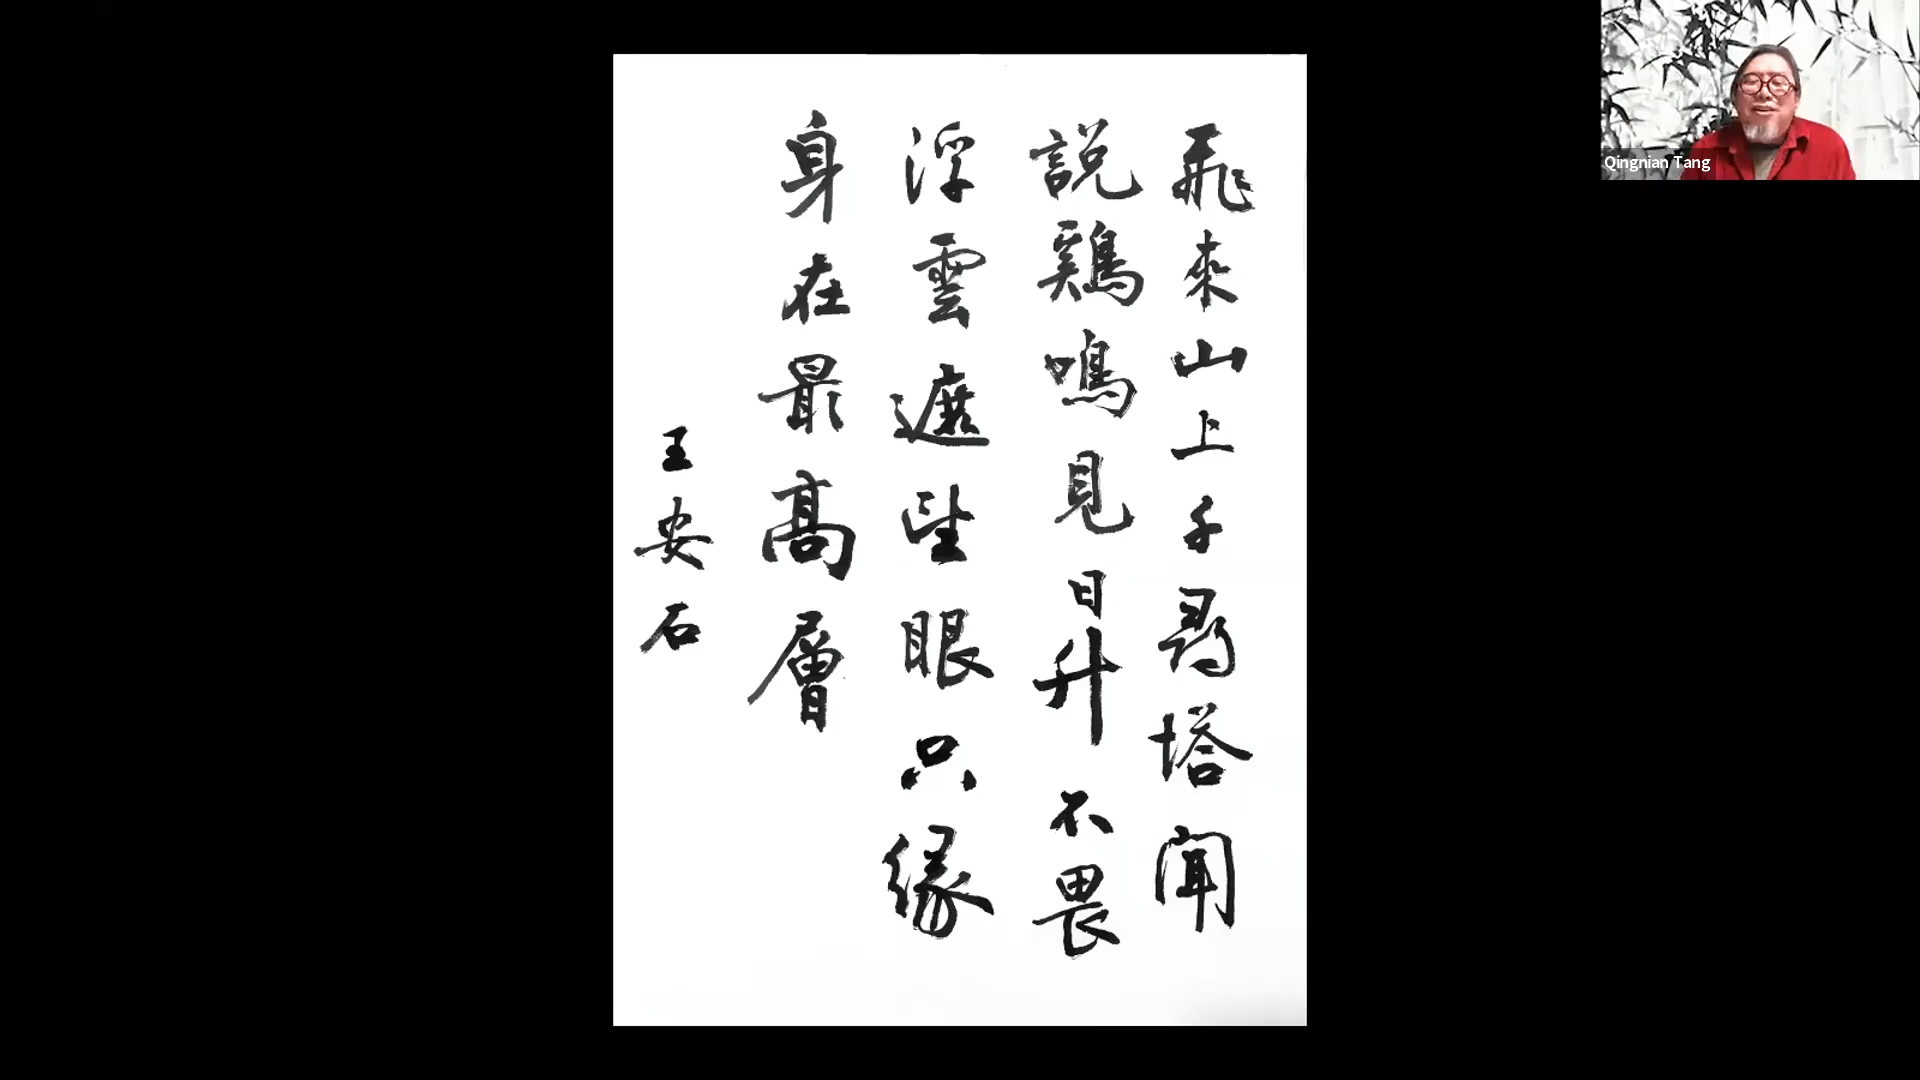 飛來山上千尋塔聞
説鷄鳴見日升不畏
浮雲遮望眼只緣
身在最高層
王安石
Qingnian Tang